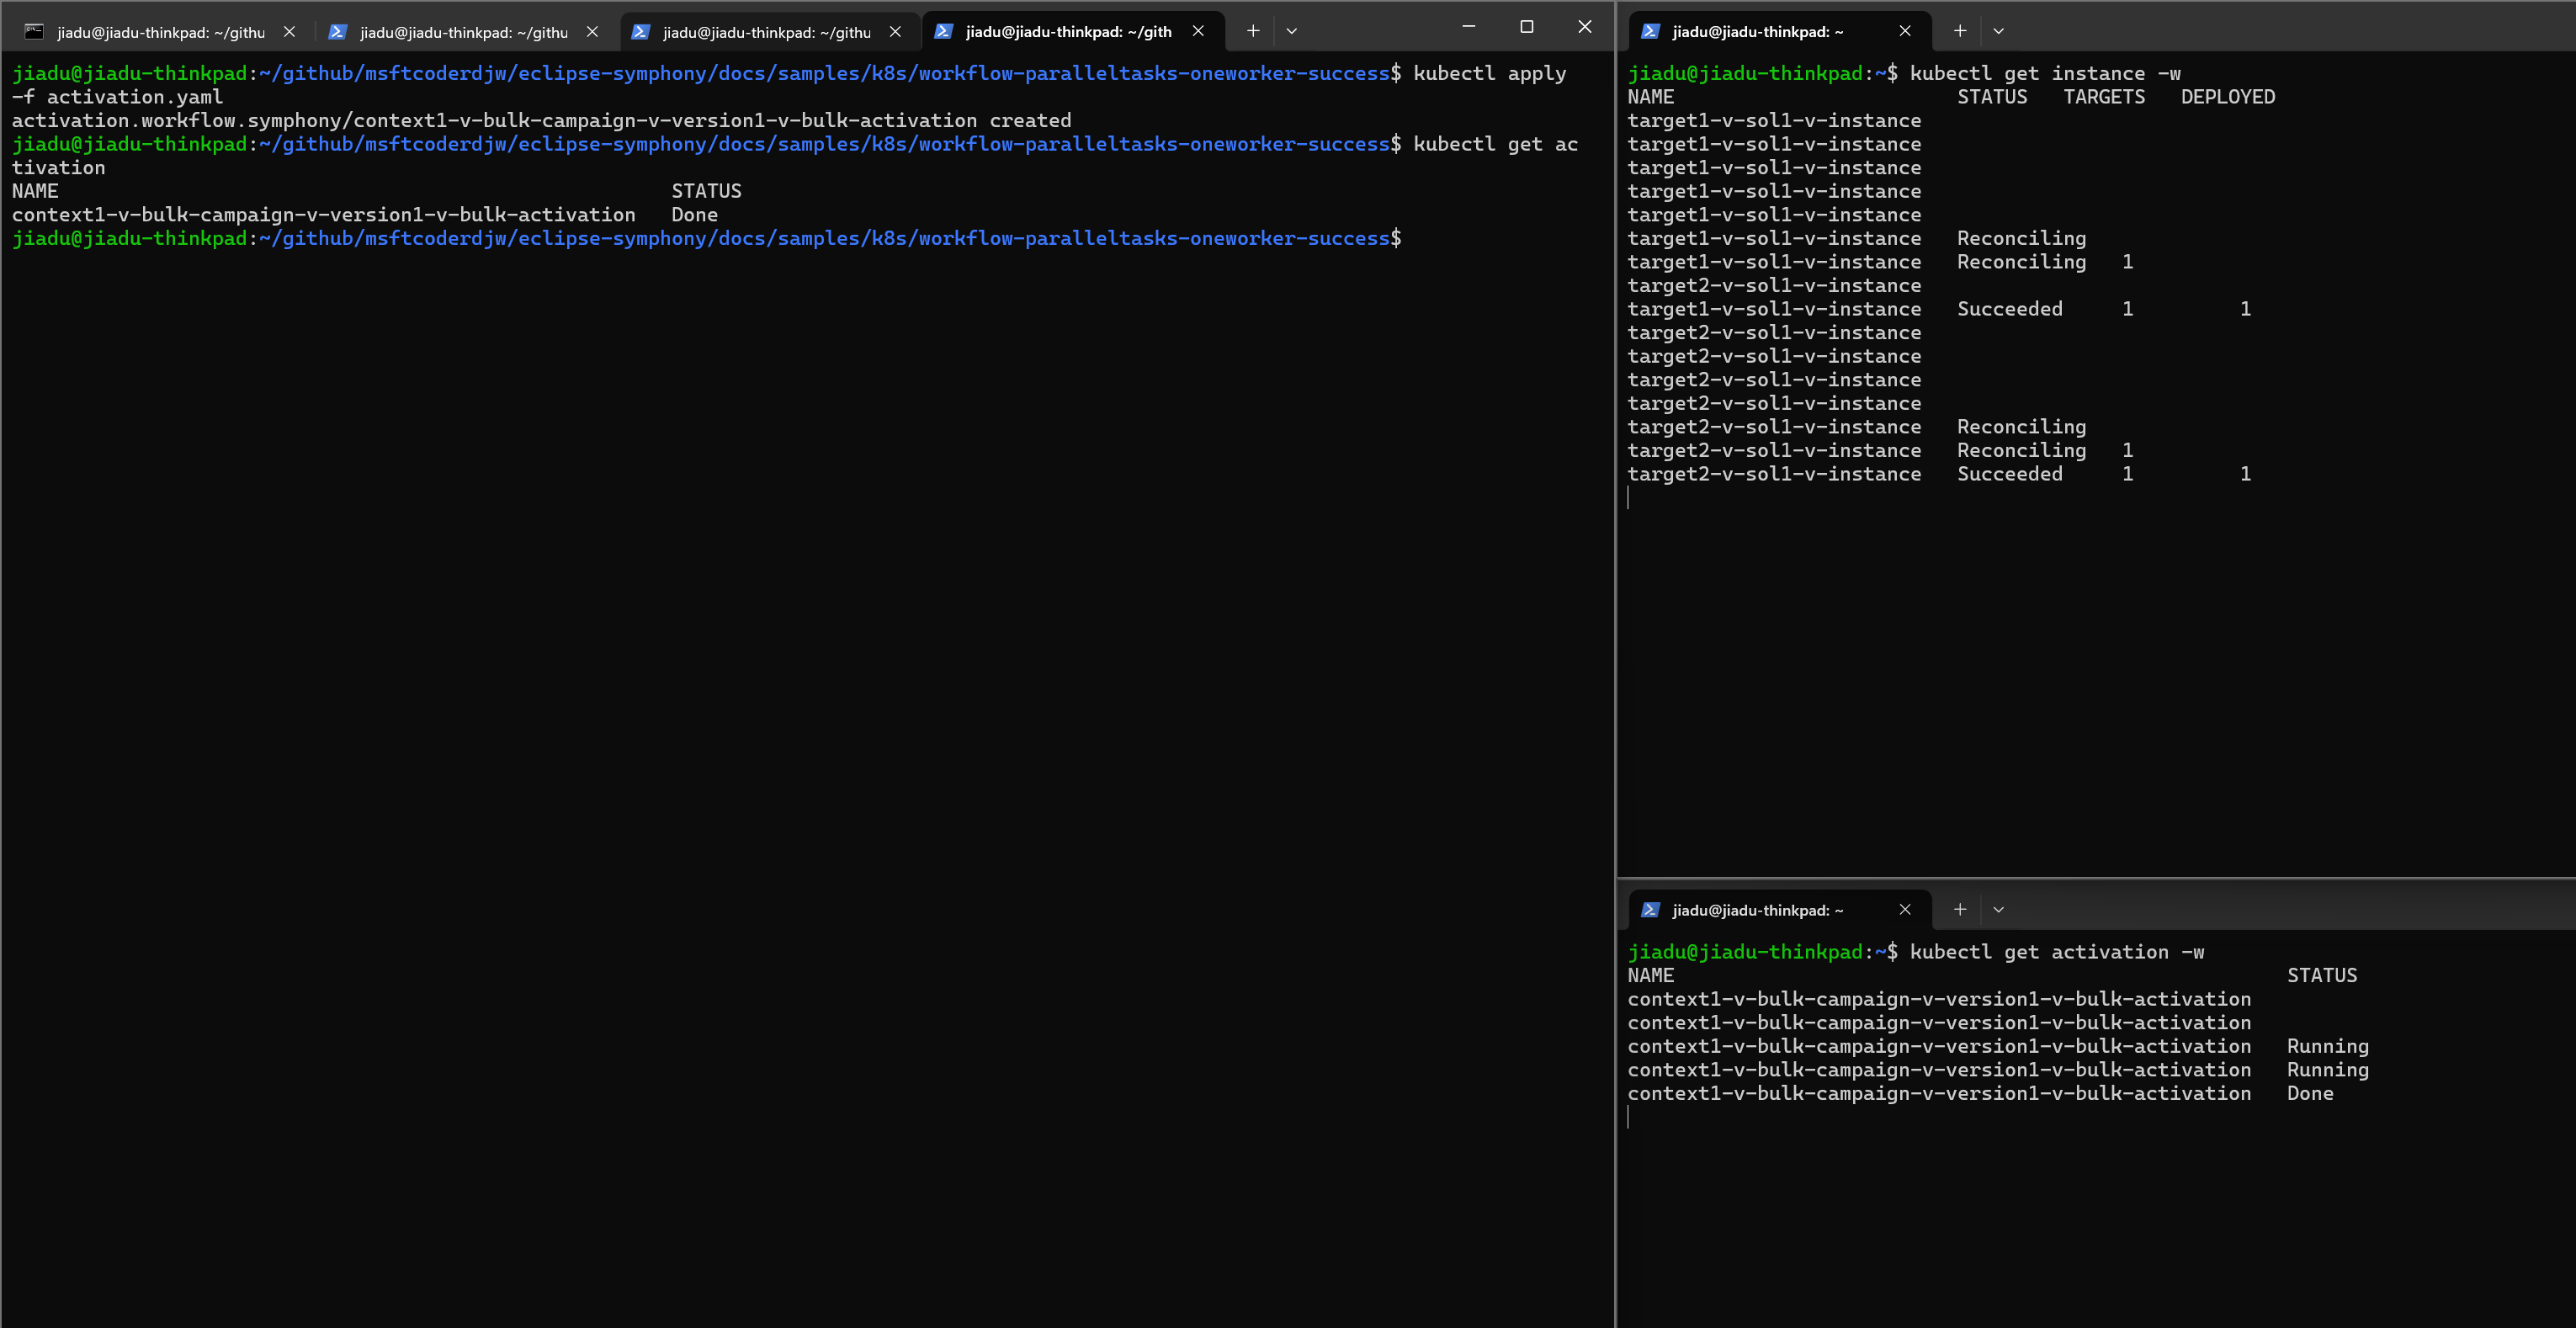 jiadu@jiadu-thinkpad: ~/githu
jiadu@jiadu-thinkpad: ~/githu
jiadu@jiadu-thinkpad: ~/githu
jiadu@jiadu-thinkpad: ~/gith
jiadu@jiadu-thinkpad:~/github/msftcoderdjw/eclipse-symphony/docs/samples/k8s/workflow-paralleltasks-oneworker-success$ kubectl apply
-f activation.yaml
activation.workflow.symphony/context1-v-bulk-campaign-v-version1-v-bulk-activation created
jiadu@jiadu-thinkpad:~/github/msftcoderdjw/eclipse-symphony/docs/samples/k8s/workflow-paralleltasks-oneworker-success$ kubectl get ac
tivation
NAME STATUS
context1-v-bulk-campaign-v-version1-v-bulk-activation Done
jiadu@jiadu-thinkpad:~/github/msftcoderdjw/eclipse-symphony/docs/samples/k8s/workflow-paralleltasks-oneworker-success$
jiadu@jiadu-thinkpad: ~
jiadu@jiadu-thinkpad:~$ kubectl get instance -w
NAME STATUS TARGETS DEPLOYED
target1-v-sol1-v-instance
target1-v-sol1-v-instance
target1-v-sol1-v-instance
target1-v-sol1-v-instance
target1-v-sol1-v-instance
target1-v-sol1-v-instance Reconciling
target1-v-sol1-v-instance Reconciling 1
target2-v-sol1-v-instance
target1-v-sol1-v-instance Succeeded 1 1
target2-v-sol1-v-instance
target2-v-sol1-v-instance
target2-v-sol1-v-instance
target2-v-sol1-v-instance
target2-v-sol1-v-instance Reconciling
target2-v-sol1-v-instance Reconciling 1
target2-v-sol1-v-instance Succeeded 1 1
jiadu@jiadu-thinkpad: ~
jiadu@jiadu-thinkpad:~$ kubectl get activation -w
NAME STATUS
context1-v-bulk-campaign-v-version1-v-bulk-activation
context1-v-bulk-campaign-v-version1-v-bulk-activation
context1-v-bulk-campaign-v-version1-v-bulk-activation Running
context1-v-bulk-campaign-v-version1-v-bulk-activation Running
context1-v-bulk-campaign-v-version1-v-bulk-activation Done